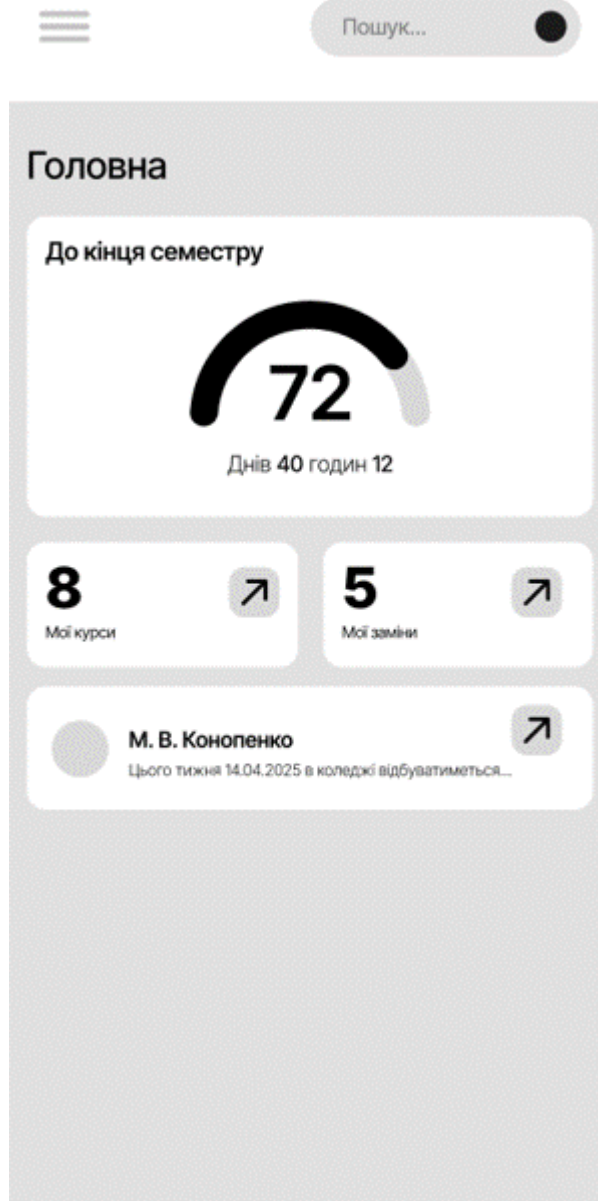 Пошук...
Головна
До кінця семестру
72
Днів 40 годин 12
8
Мої курси
5
Мої заміни
М. В. Конопенко
Цього тижня 14.04.2025 в коледжі відбуватиметься...